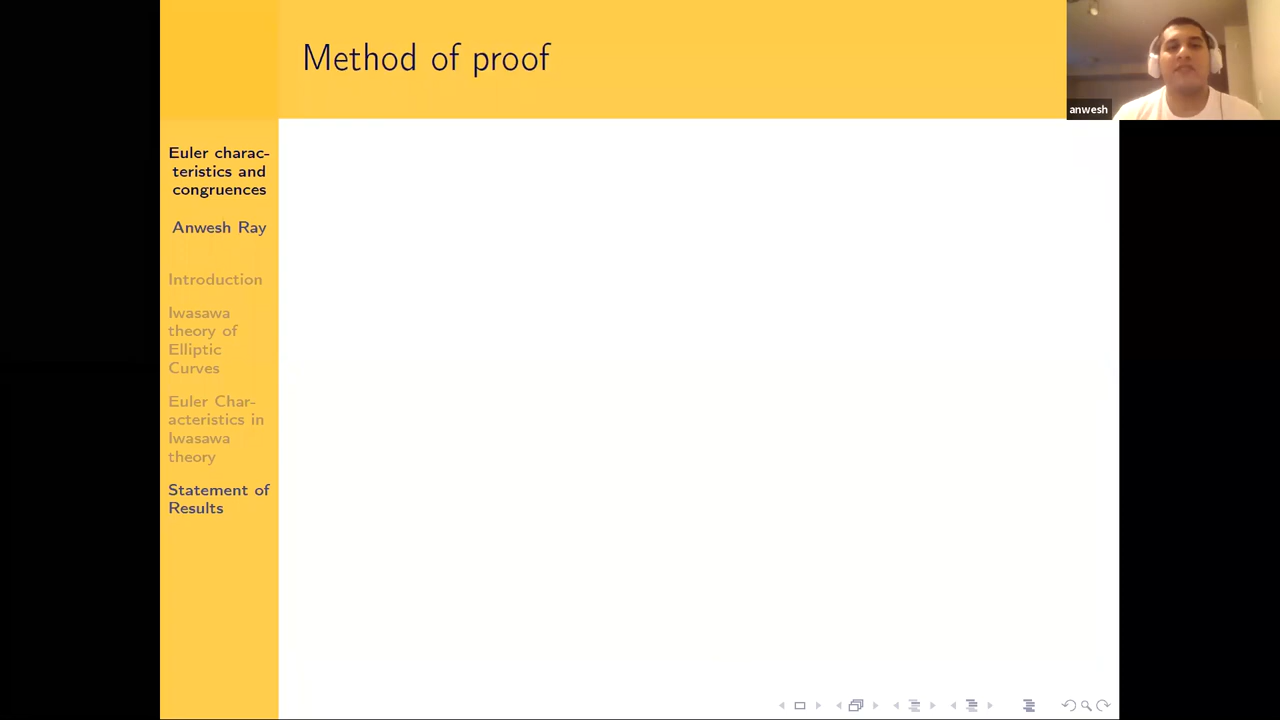 Method of proof
anwesh
Euler charac-
teristics and
congruences
Anwesh Ray
Introduction
Iwasawa
theory of
Elliptic
Curves
Euler Char-
acteristics in
Iwasawa
theory
Statement of
Results